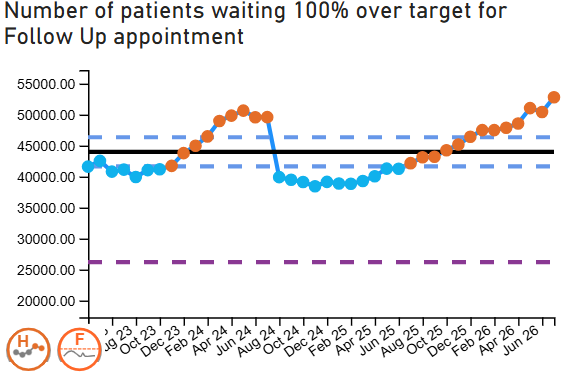 Number of patients waiting 100% over target for
Follow Up appointment
55000.00
50000.00
45000.00
40000.00
35000.00
30000.00
25000.00
20000.00
Oct 23
Dec 23
Feb 24
Apr 24
Jun 24
Aug 24
Oct 24
Dec 24
Feb 25
Apr 25
Jun 25
Aug 25
Oct 25
Dec 25
Feb 26
Apr 26
Jun 26
H
F